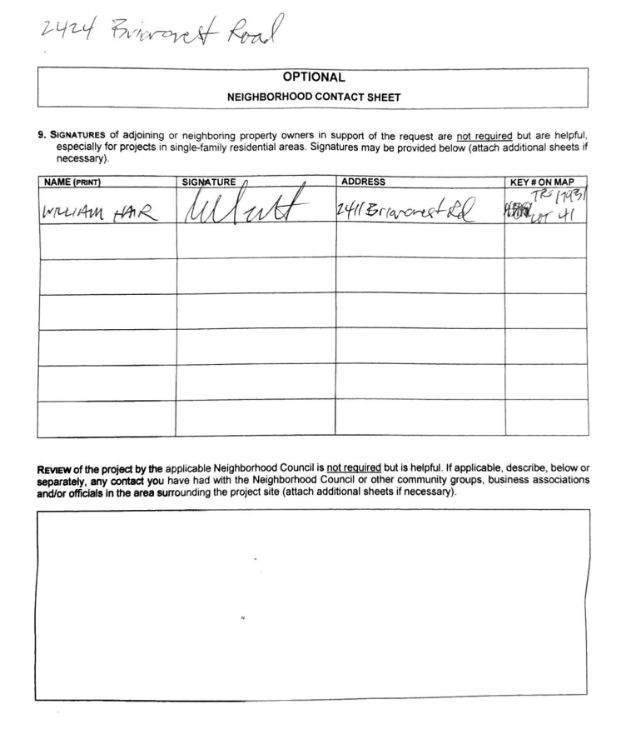 2424 Briarcrest Road
OPTIONAL
NEIGHBORHOOD CONTACT SHEET
9. SIGNATURES of adjoining or neighboring property owners in support of the request are not required but are helpful,
especially for projects in single-family residential areas. Signatures may be provided below (attach additional sheets if
necessary).
NAME (PRINT) SIGNATURE ADDRESS KEY # ON MAP
WILLIAM HAIR 2411 Briarcrest Rd TR# 17931
LOT 41
REVIEW of the project by the applicable Neighborhood Council is not required but is helpful. If applicable, describe, below or
separately, any contact you have had with the Neighborhood Council or other community groups, business associations
and/or officials in the area surrounding the project site (attach additional sheets if necessary).